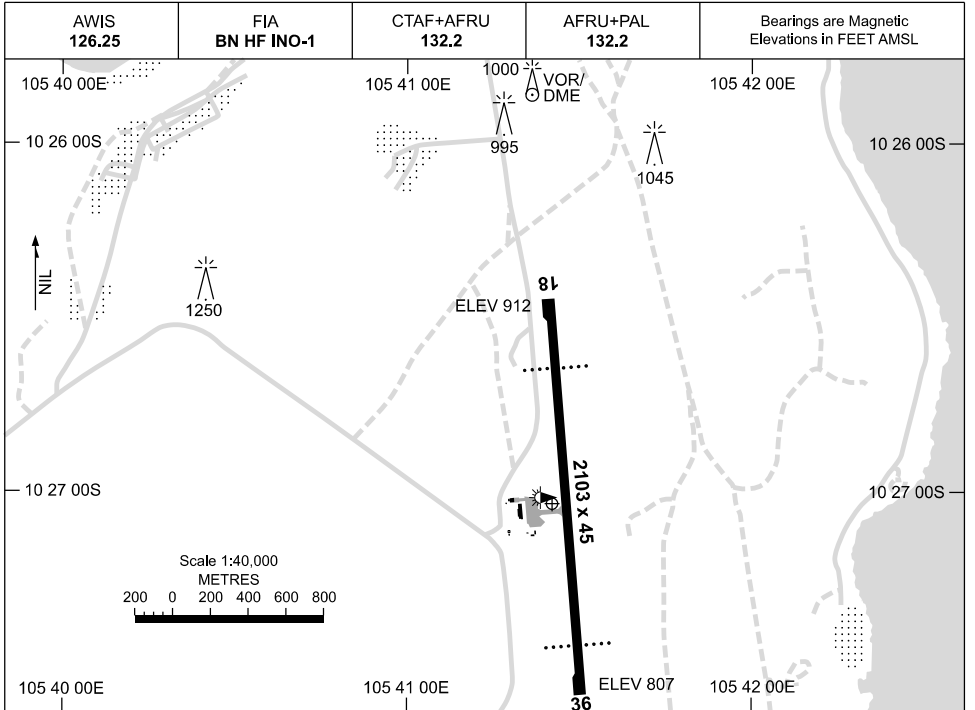 AWIS
126.25
FIA
BN HF INO-1
CTAF+AFRU
132.2
AFRU+PAL
132.2
Bearings are Magnetic
Elevations in FEET AMSL
105 40 00E
105 41 00E
1000
VOR/
DME
105 42 00E
10 26 00S
995
10 26 00S
1045
NIL
1250
18
ELEV 912
2103 x 45
10 27 00S
10 27 00S
Scale 1:40,000
METRES
200 0 200 400 600 800
105 40 00E
105 41 00E
ELEV 807
105 42 00E
36